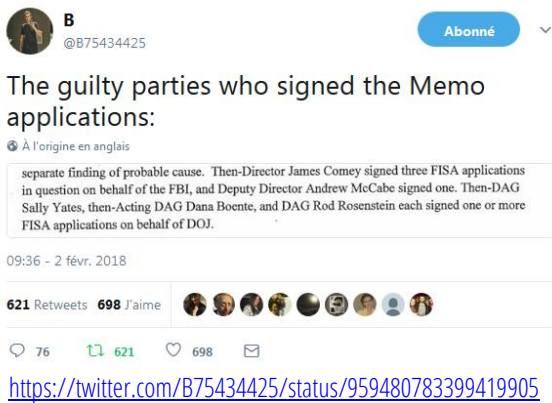 B
@B75434425
Abonné
The guilty parties who signed the Memo
applications:
À l'origine en anglais
separate finding of probable cause. Then-Director James Comey signed three FISA applications
in question on behalf of the FBI, and Deputy Director Andrew McCabe signed one. Then-DAG
Sally Yates, then-Acting DAG Dana Boente, and DAG Rod Rosenstein each signed one or more
FISA applications on behalf of DOJ.
09:36 - 2 févr. 2018
621 Retweets 698 J'aime
76 621 698
https://twitter.com/B75434425/status/959480783399419905